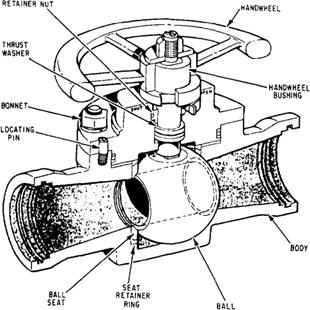 RETAINER NUT
HANDWHEEL
THRUST
WASHER
HANDWHEEL
BUSHING
BONNET
LOCATING
PIN
BODY
BALL
SEAT
SEAT
RETAINER
RING
BALL